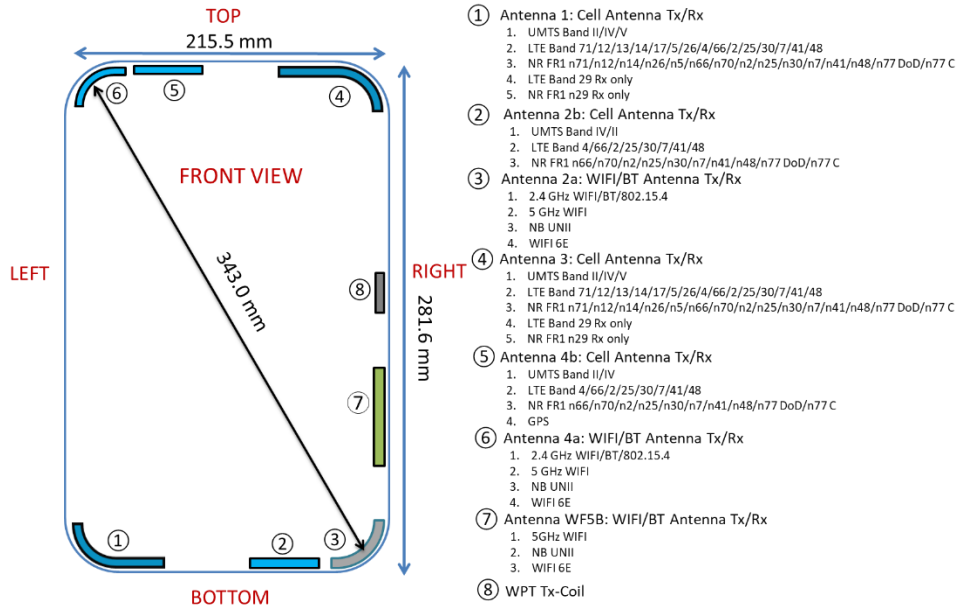 TOP
215.5 mm
⑥
⑤
④
FRONT VIEW
LEFT
343.0 mm
RIGHT
⑧
281.6 mm
⑦
①
②
③
BOTTOM
① Antenna 1: Cell Antenna Tx/Rx
1. UMTS Band II/IV/V
2. LTE Band 71/12/13/14/17/5/26/4/66/2/25/30/7/41/48
3. NR FR1 n71/n12/n14/n26/n5/n66/n70/n2/n25/n30/n7/n41/n48/n77 DoD/n77 C
4. LTE Band 29 Rx only
5. NR FR1 n29 Rx only
② Antenna 2b: Cell Antenna Tx/Rx
1. UMTS Band IV/II
2. LTE Band 4/66/2/25/30/7/41/48
3. NR FR1 n66/n70/n2/n25/n30/n7/n41/n48/n77 DoD/n77 C
③ Antenna 2a: WIFI/BT Antenna Tx/Rx
1. 2.4 GHz WIFI/BT/802.15.4
2. 5 GHz WIFI
3. NB UNII
4. WIFI 6E
④ Antenna 3: Cell Antenna Tx/Rx
1. UMTS Band II/IV/V
2. LTE Band 71/12/13/14/17/5/26/4/66/2/25/30/7/41/48
3. NR FR1 n71/n12/n14/n26/n5/n66/n70/n2/n25/n30/n7/n41/n48/n77 DoD/n77 C
4. LTE Band 29 Rx only
5. NR FR1 n29 Rx only
⑤ Antenna 4b: Cell Antenna Tx/Rx
1. UMTS Band II/IV
2. LTE Band 4/66/2/25/30/7/41/48
3. NR FR1 n66/n70/n2/n25/n30/n7/n41/n48/n77 DoD/n77 C
4. GPS
⑥ Antenna 4a: WIFI/BT Antenna Tx/Rx
1. 2.4 GHz WIFI/BT/802.15.4
2. 5 GHz WIFI
3. NB UNII
4. WIFI 6E
⑦ Antenna WF5B: WIFI/BT Antenna Tx/Rx
1. 5GHz WIFI
2. NB UNII
3. WIFI 6E
⑧ WPT Tx-Coil